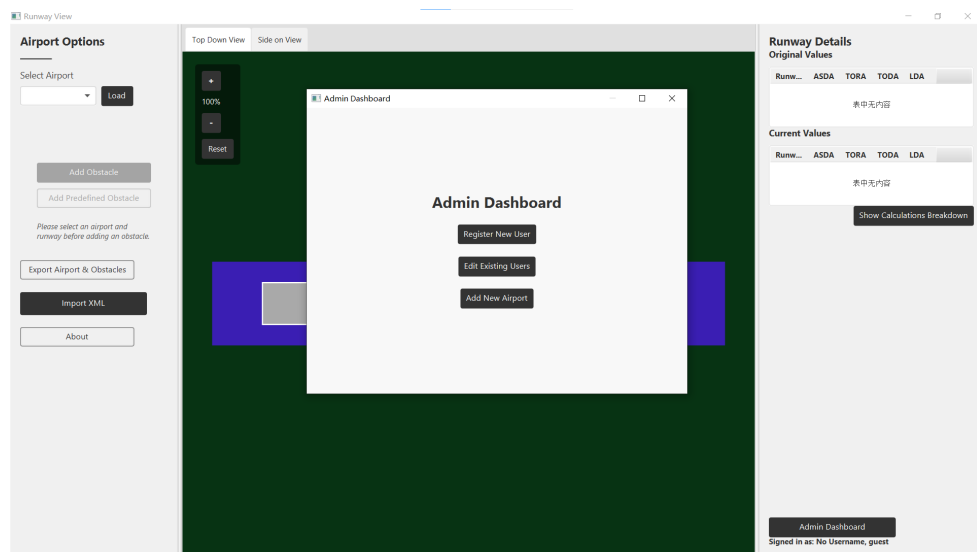 Runway View
Airport Options
Select Airport
Load
Add Obstacle
Add Predefined Obstacle
Please select an airport and
runway before adding an obstacle.
Export Airport & Obstacles
Import XML
About
Top Down View Side on View
+
100%
-
Reset
Admin Dashboard
Admin Dashboard
Register New User
Edit Existing Users
Add New Airport
Runway Details
Original Values
Runw... ASDA TORA TODA LDA
表中无内容
Current Values
Runw... ASDA TORA TODA LDA
表中无内容
Show Calculations Breakdown
Admin Dashboard
Signed in as: No Username, guest